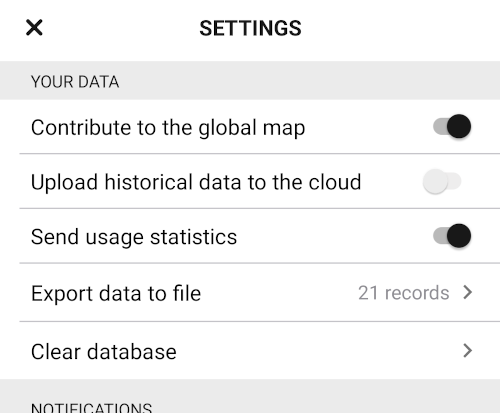 SETTINGS
YOUR DATA
Contribute to the global map
Upload historical data to the cloud
Send usage statistics
Export data to file 21 records
Clear database
NOTIFICATIONS